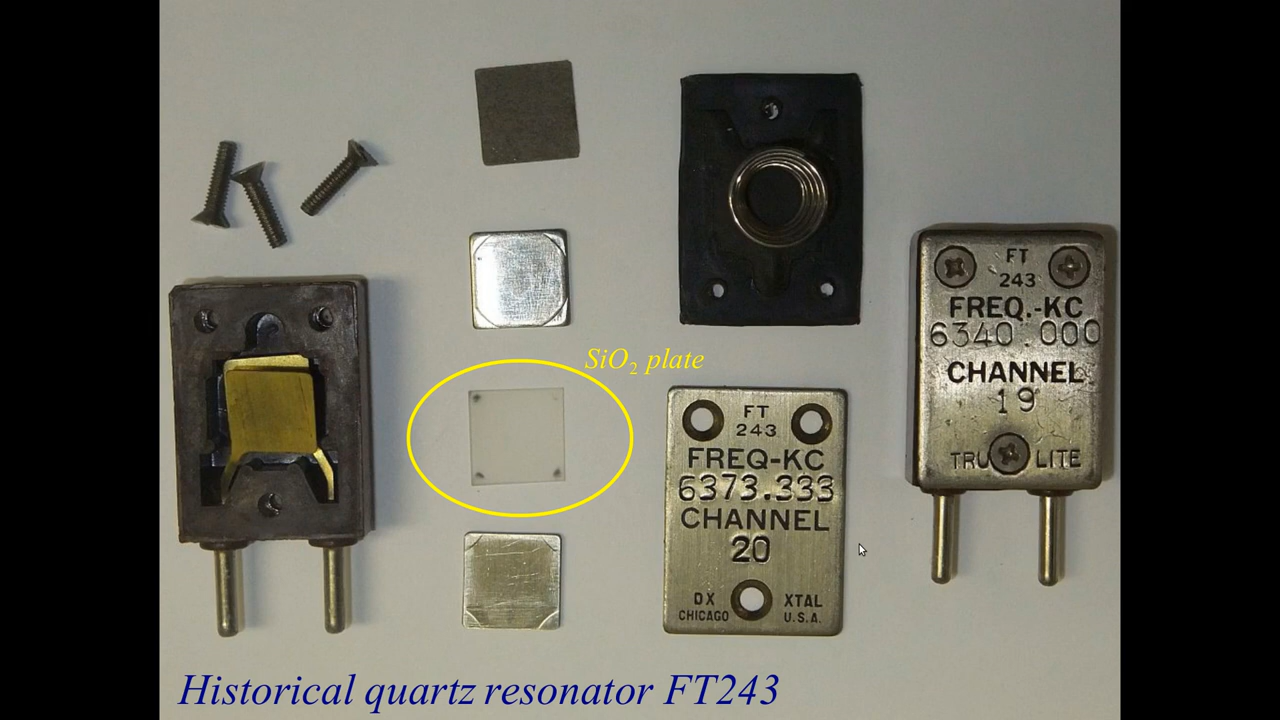 SiO₂ plate
FT
243
FREQ-KC
6373.333
CHANNEL
20
DX XTAL
CHICAGO U.S.A.
FT
243
FREQ.-KC
6340.000
CHANNEL
19
TRU LITE
Historical quartz resonator FT243